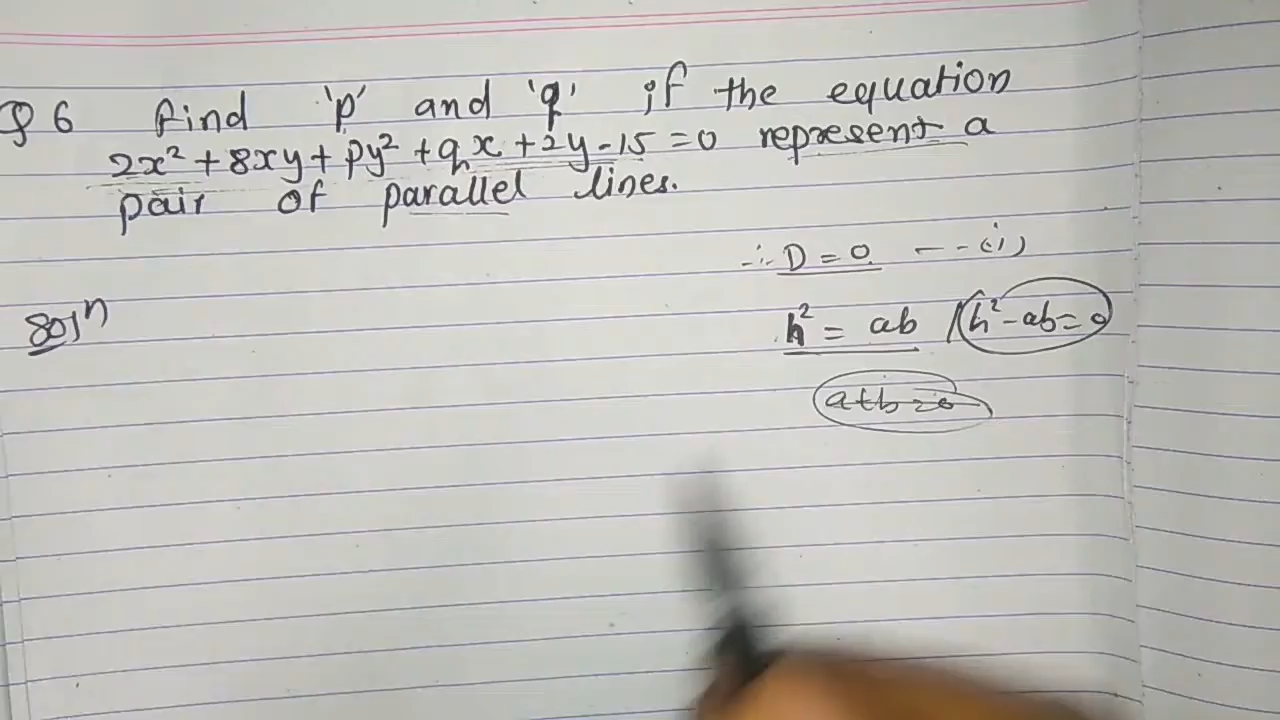 Q 6 find 'p' and 'q' if the equation
2x² + 8xy + py² + qx + 2y - 15 = 0 represent a
pair of parallel lines.
∴ D = 0 -- (i)
Solⁿ
h² = ab / h² - ab = 0
a+b=0